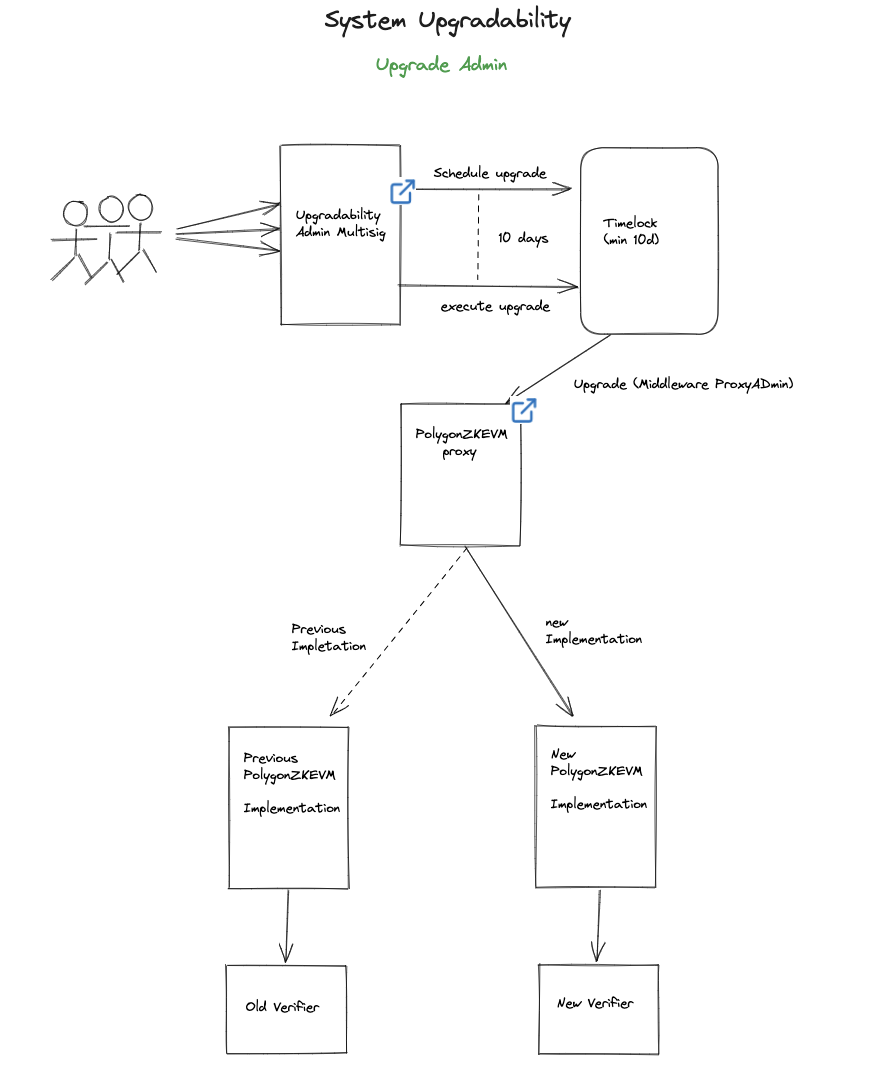 System Upgradability
Upgrade Admin
Schedule upgrade
Upgradability
Admin Multisig
10 days
Timelock
(min 10d)
execute upgrade
Upgrade (Middleware ProxyADmin)
PolygonZKEVM
proxy
Previous
Impletation
new
Implementation
Previous
PolygonZKEVM
Implementation
New
PolygonZKEVM
Implementation
Old Verifier
New Verifier